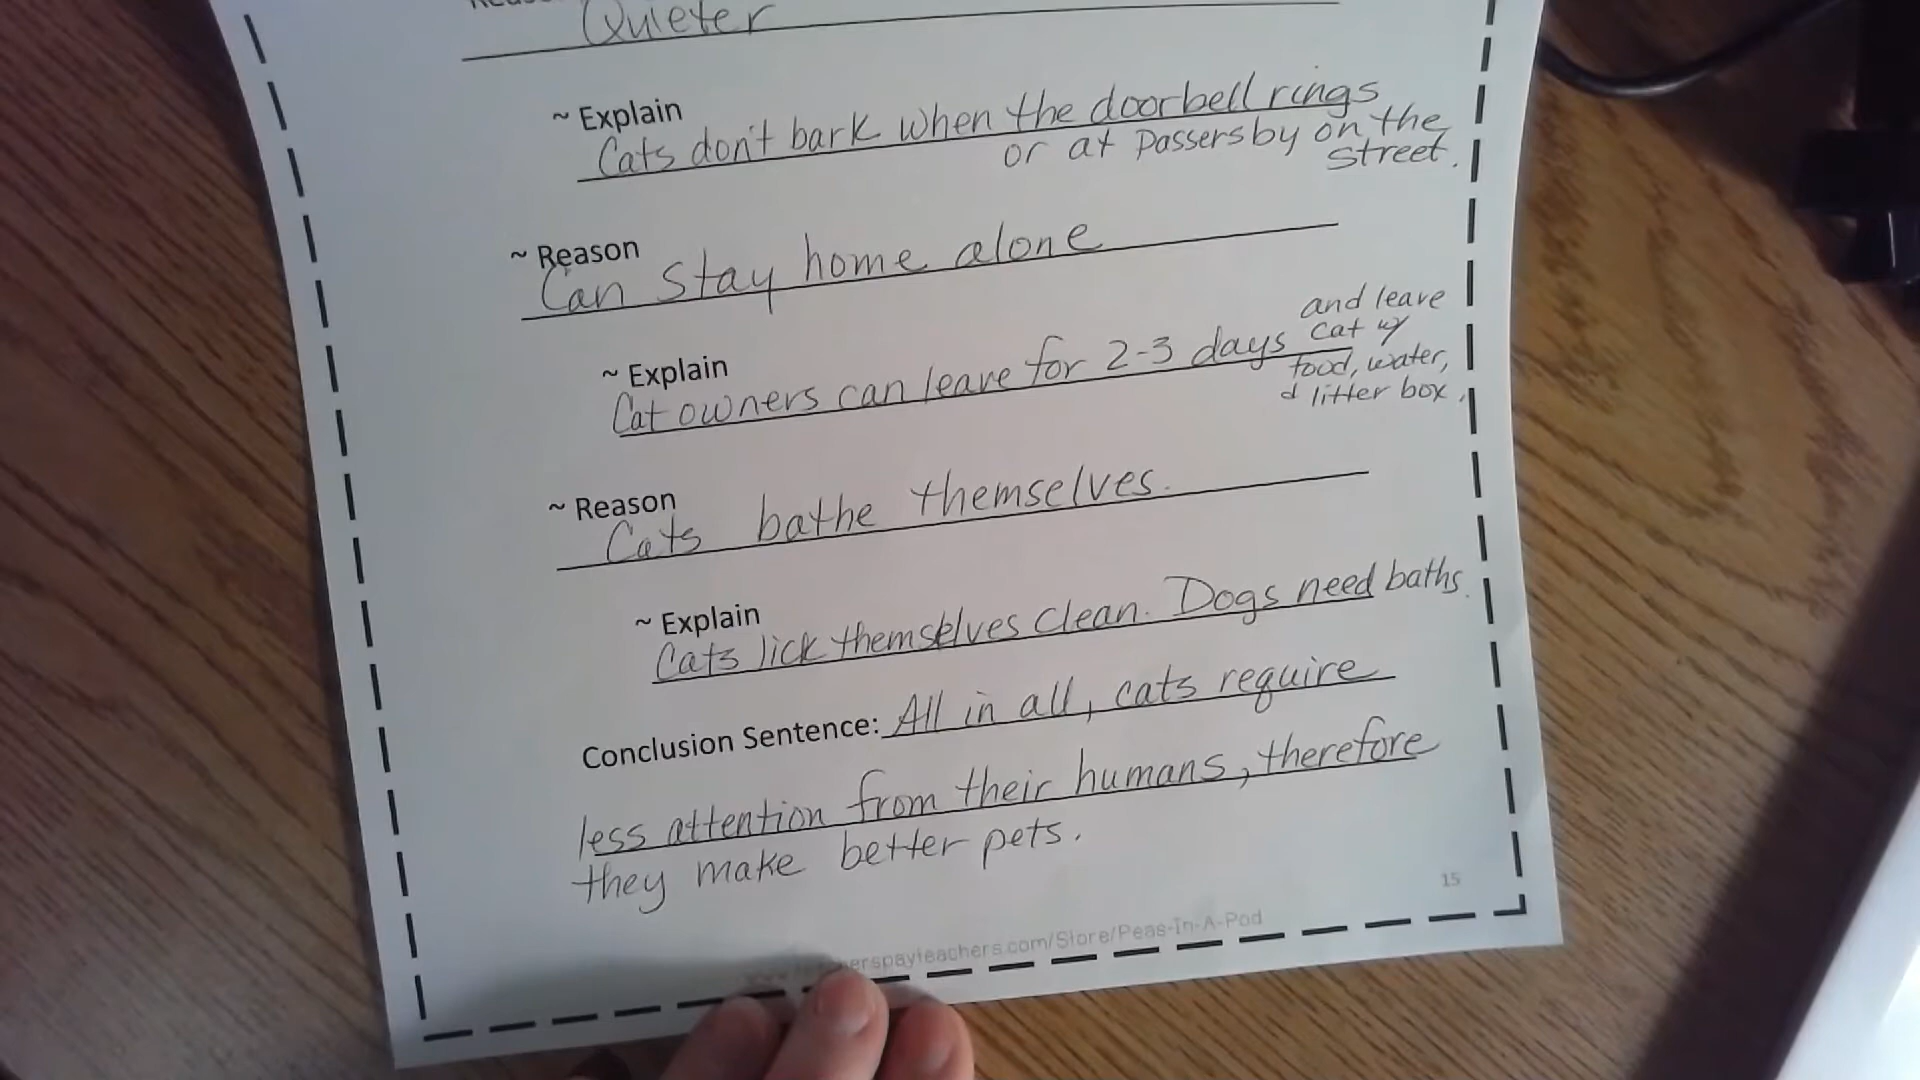 Quieter
~ Explain
Cats don't bark when the doorbell rings
or at passersby on the
street.
~ Reason
Can stay home alone
~ Explain
Cat owners can leave for 2-3 days
and leave
cat w/
food, water,
& litter box.
~ Reason
Cats bathe themselves.
~ Explain
Cats lick themselves clean. Dogs need baths.
Conclusion Sentence: All in all, cats require
less attention from their humans, therefore
they make better pets.
15
erspayteachers.com/Store/Peas-In-A-Pod